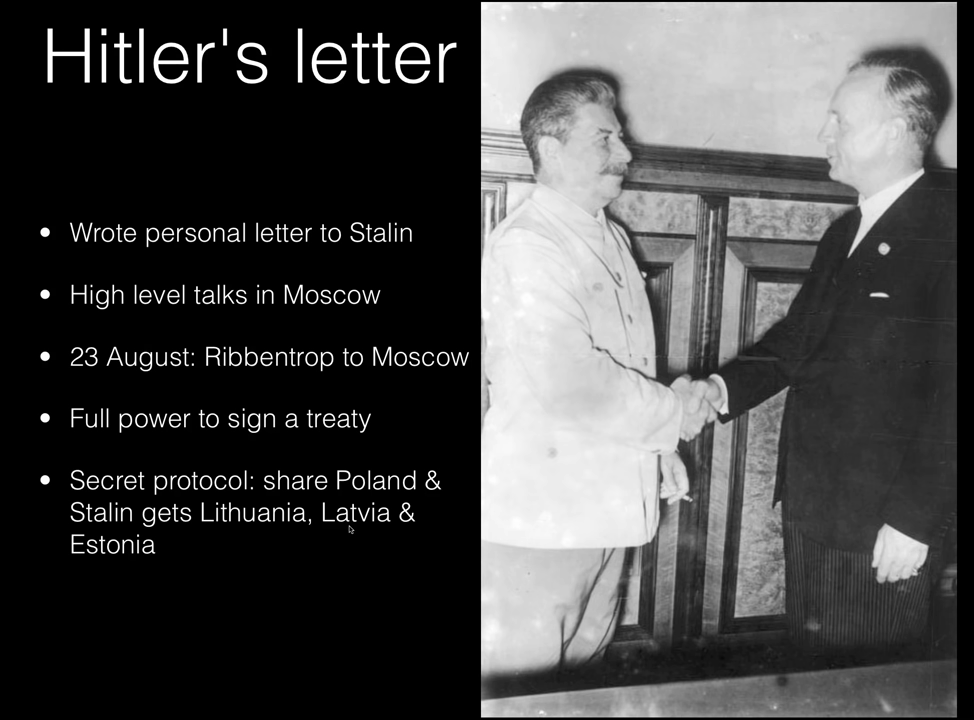 Hitler's letter
• Wrote personal letter to Stalin
• High level talks in Moscow
• 23 August: Ribbentrop to Moscow
• Full power to sign a treaty
• Secret protocol: share Poland &
Stalin gets Lithuania, Latvia &
Estonia